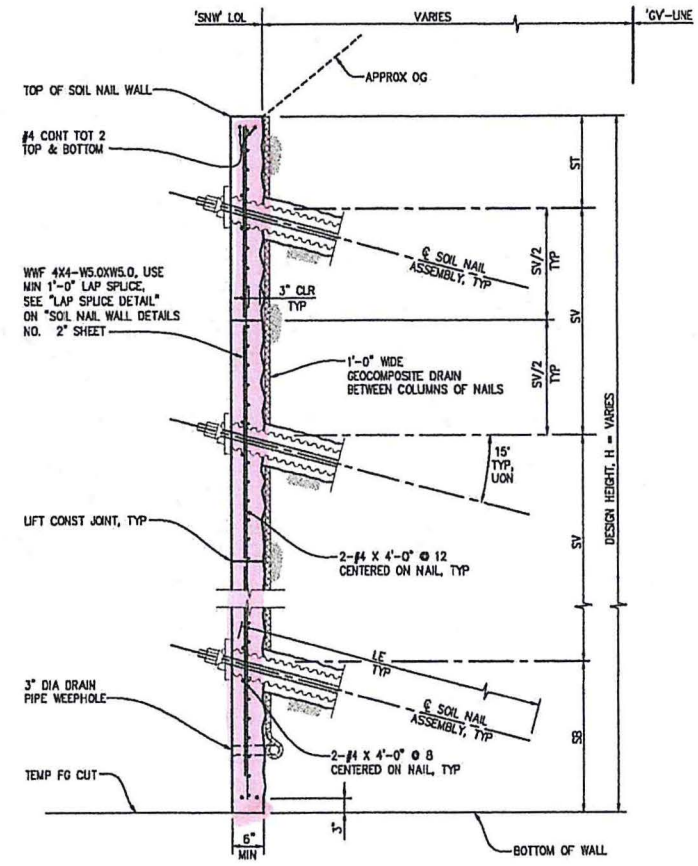 'SNW' LOL
VARIES
'GV'-LINE
APPROX OG
TOP OF SOIL NAIL WALL
#4 CONT TOT 2
TOP & BOTTOM
ST
WWF 4X4-W5.0XW5.0, USE
MIN 1'-0" LAP SPLICE,
SEE "LAP SPLICE DETAIL"
ON "SOIL NAIL WALL DETAILS
NO. 2" SHEET
℄ SOIL NAIL
ASSEMBLY, TYP
SV/2
TYP
3" CLR
TYP
SV
1'-0" WIDE
GEOCOMPOSITE DRAIN
BETWEEN COLUMNS OF NAILS
SV/2
TYP
15°
TYP,
UON
DESIGN HEIGHT, H = VARIES
LIFT CONST JOINT, TYP
2-#4 X 4'-0" @ 12
CENTERED ON NAIL, TYP
SV
LE
TYP
3" DIA DRAIN
PIPE WEEPHOLE
℄ SOIL NAIL
ASSEMBLY, TYP
SB
2-#4 X 4'-0" @ 8
CENTERED ON NAIL, TYP
TEMP FG CUT
6"
MIN
BOTTOM OF WALL